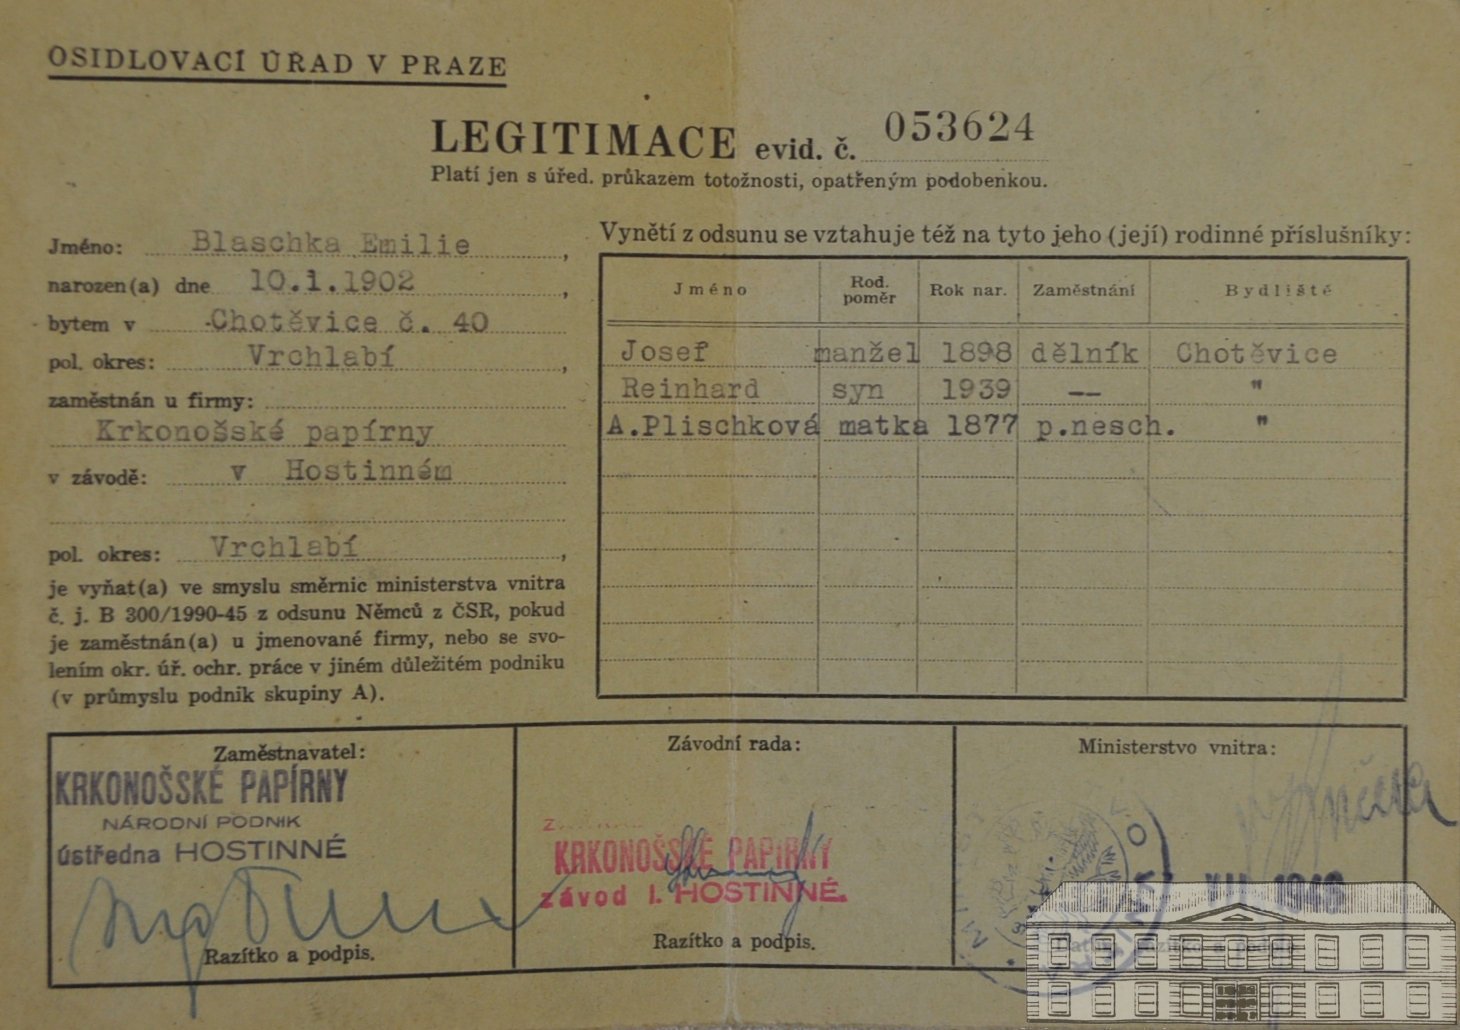 OSIDLOVACÍ ÚŘAD V PRAZE
LEGITIMACE evid. č. 053624
Platí jen s úřed. průkazem totožnosti, opatřeným podobenkou.
Jméno: Blaschka Emilie,
narozen(a) dne 10.1.1902,
bytem v Chotěvice č. 40
pol. okres: Vrchlabí,
zaměstnán u firmy:
Krkonošské papírny
v závodě: v Hostinném
pol. okres: Vrchlabí,
je vyňat(a) ve smyslu směrnic ministerstva vnitra
č. j. B 300/1990-45 z odsunu Němců z ČSR, pokud
je zaměstnán(a) u jmenované firmy, nebo se svo-
lením okr. úř. ochr. práce v jiném důležitém podniku
(v průmyslu podnik skupiny A).
Vynětí z odsunu se vztahuje též na tyto jeho (její) rodinné příslušníky:
Jméno Rod. poměr Rok nar. Zaměstnání Bydliště
Josef manžel 1898 dělník Chotěvice
Reinhard syn 1939 -- "
A.Plischková matka 1877 p.nesch. "
Zaměstnavatel:
KRKONOŠSKÉ PAPÍRNY
NÁRODNÍ PODNIK
ústředna HOSTINNÉ
Razítko a podpis.
Závodní rada:
KRKONOŠSKÉ PAPÍRNY
závod I. HOSTINNÉ.
Razítko a podpis.
Ministerstvo vnitra: